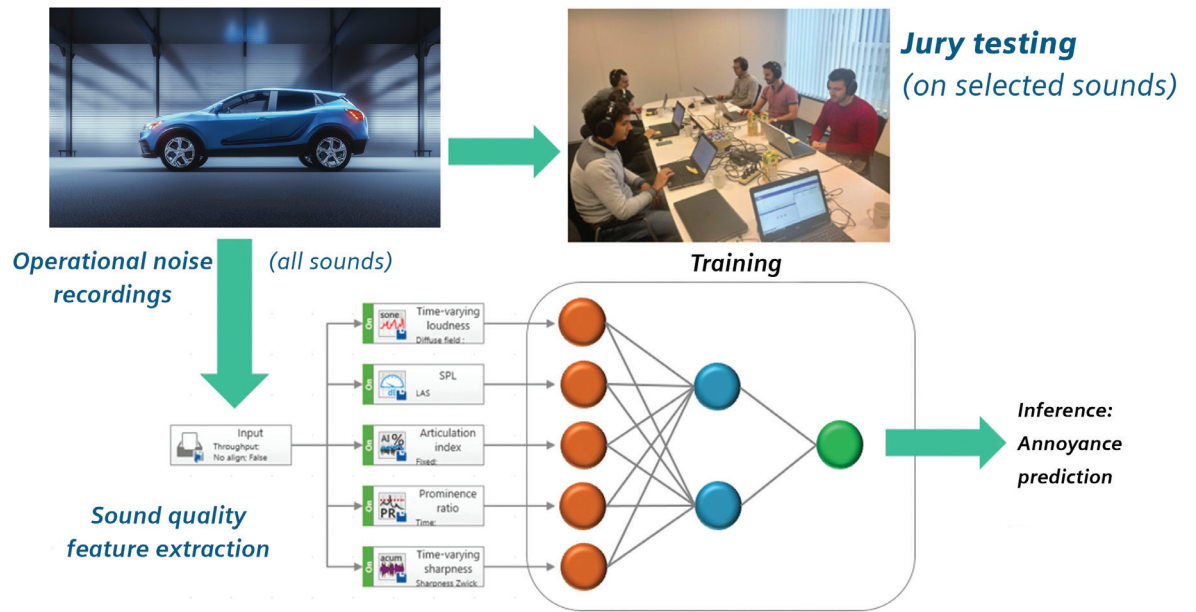 Jury testing
(on selected sounds)
Operational noise
recordings
(all sounds)
Training
On
sone
Time-varying
loudness
Diffuse field :
On
dB
SPL
LAS
Input
Throughput:
No align: False
On
AI%
Articulation
index
Fixed:
On
PR
Prominence
ratio
Time:
On
acum
Time-varying
sharpness
Sharpness Zwick
Sound quality
feature extraction
Inference:
Annoyance
prediction